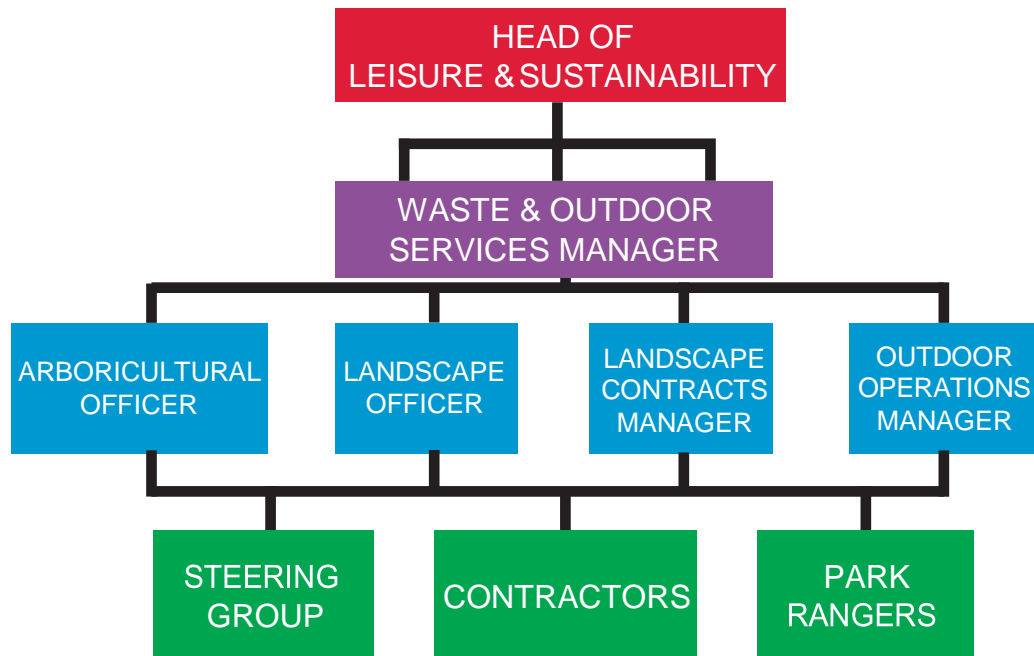 HEAD OF
LEISURE & SUSTAINABILITY
WASTE & OUTDOOR
SERVICES MANAGER
ARBORICULTURAL
OFFICER
LANDSCAPE
OFFICER
LANDSCAPE
CONTRACTS
MANAGER
OUTDOOR
OPERATIONS
MANAGER
STEERING
GROUP
CONTRACTORS
PARK
RANGERS